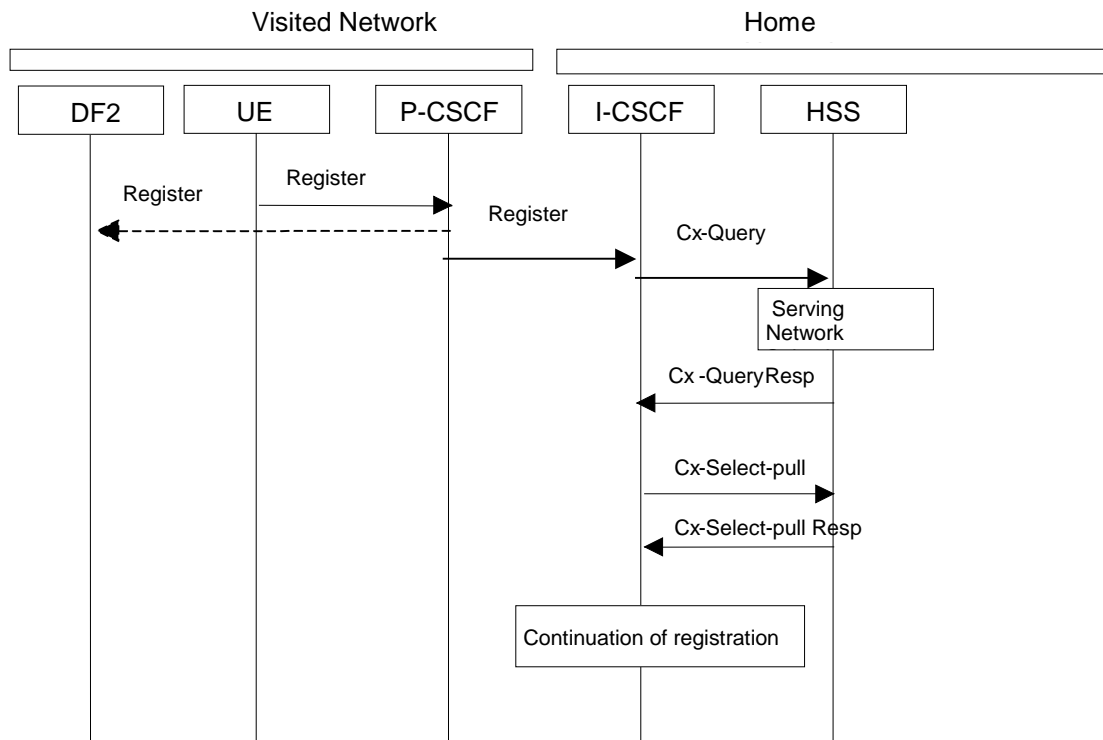 Visited Network
Home
DF2
UE
P-CSCF
I-CSCF
HSS
Register
Register
Register
Cx-Query
Serving
Network
Cx -QueryResp
Cx-Select-pull
Cx-Select-pull Resp
Continuation of registration